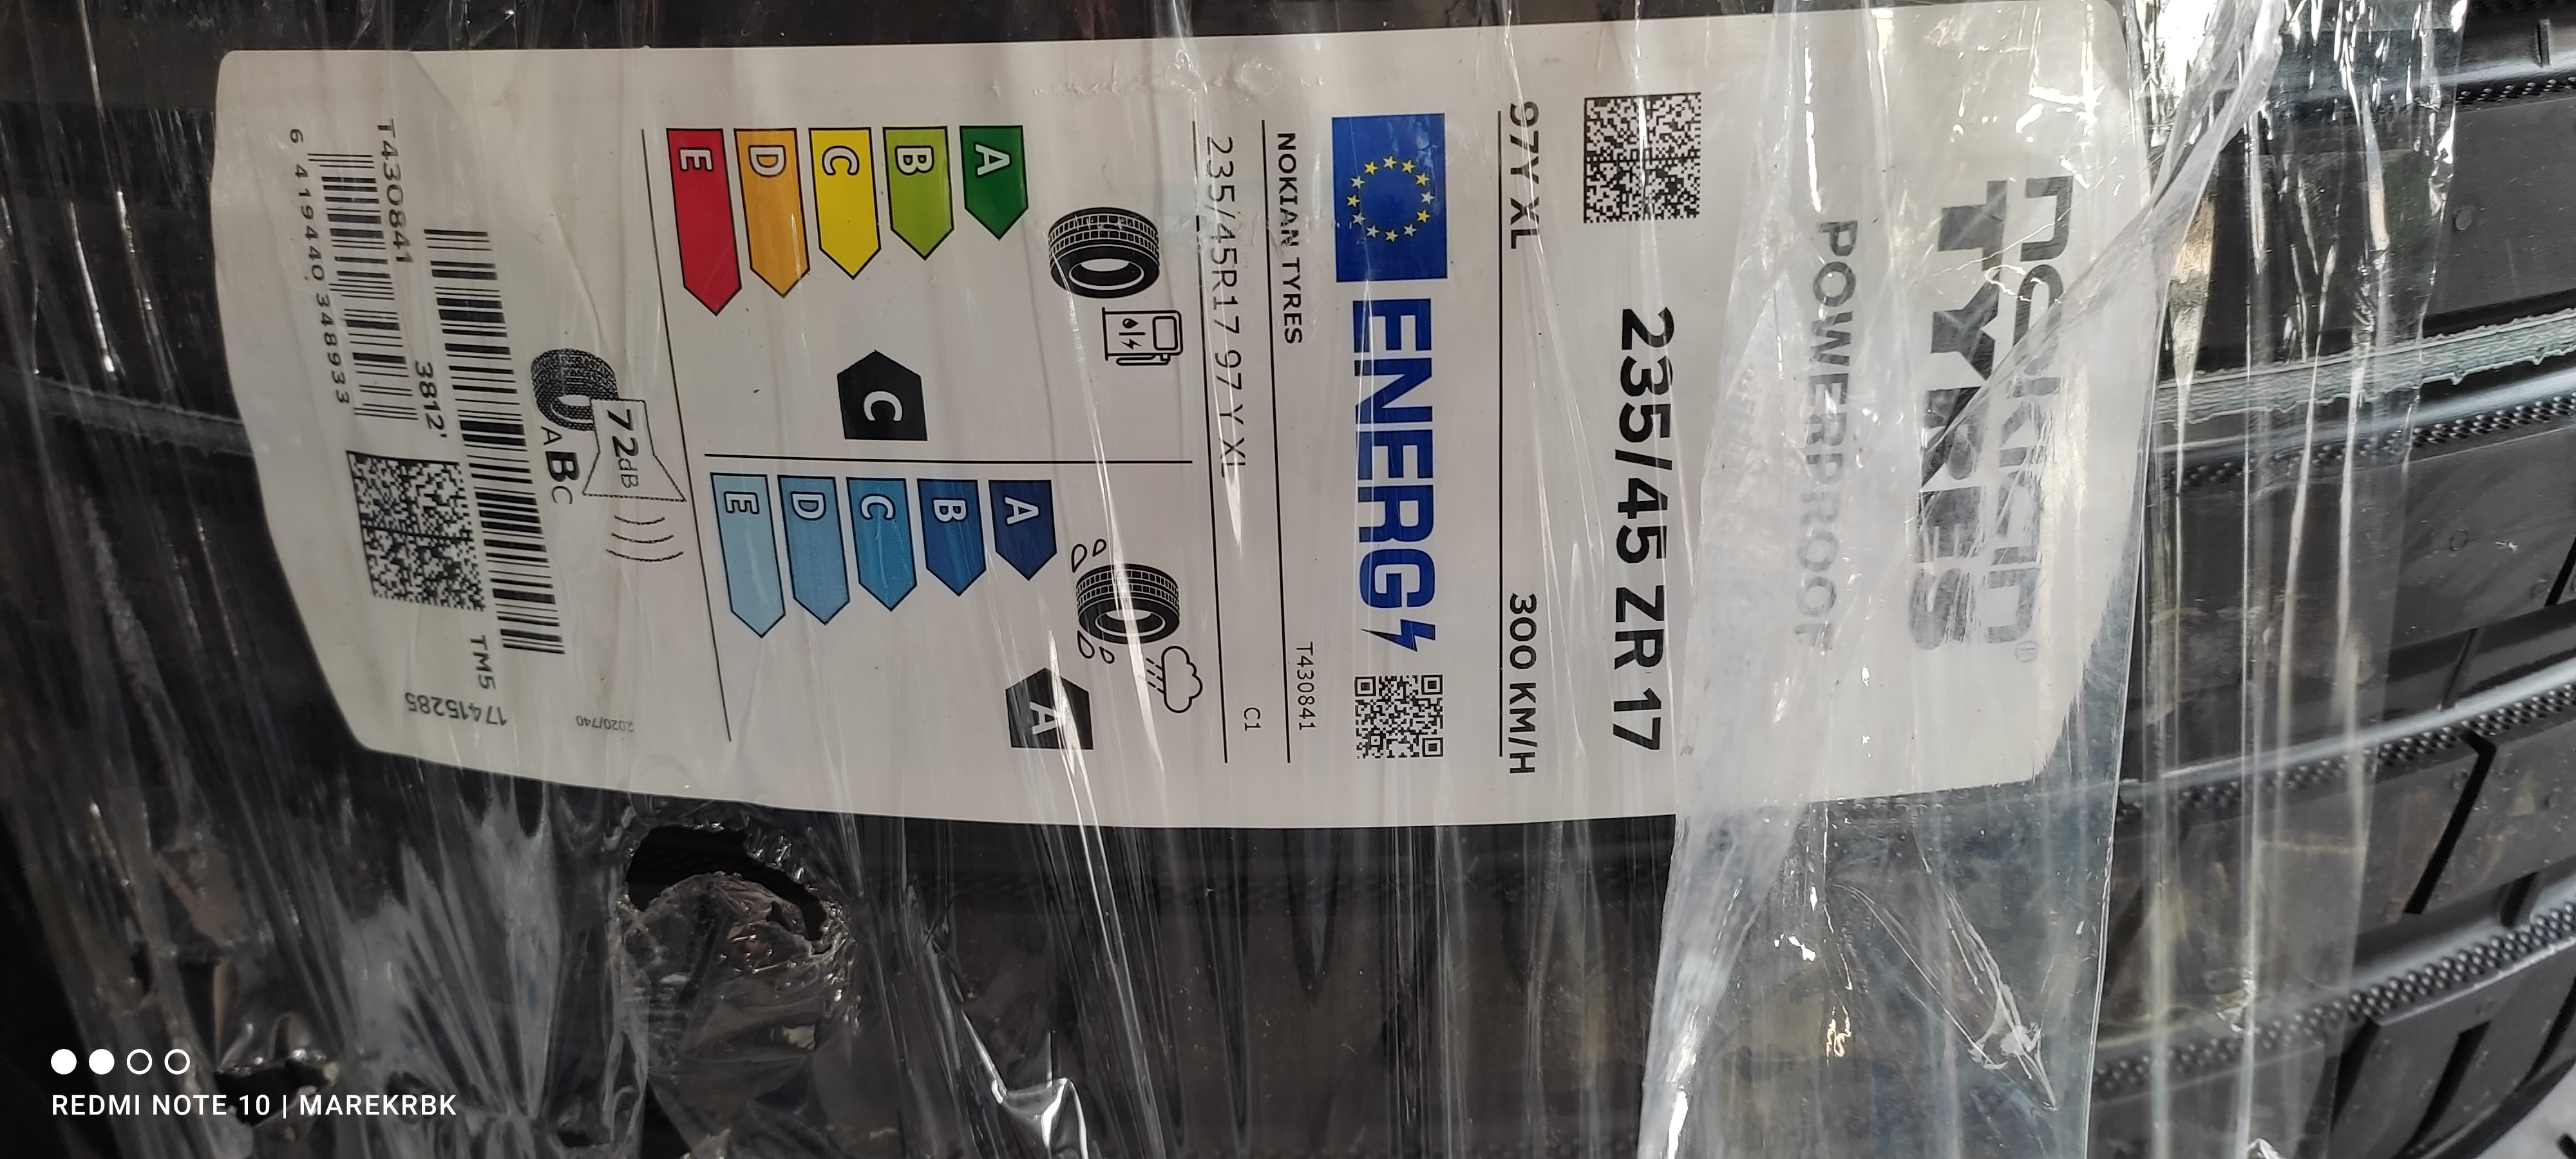 nokian
TYRES®
POWERPROOF
235/45 ZR 17
97Y XL 300 KM/H
ENERG
NOKIAN TYRES T430841
235/45R17 97 Y XL C1
A
B
C
D
E
C
A
B
C
D
E
A
72dB
ABC
2020/740
3812' TM5
17415285
T430841
6 419440 348933
REDMI NOTE 10 | MAREKRBK